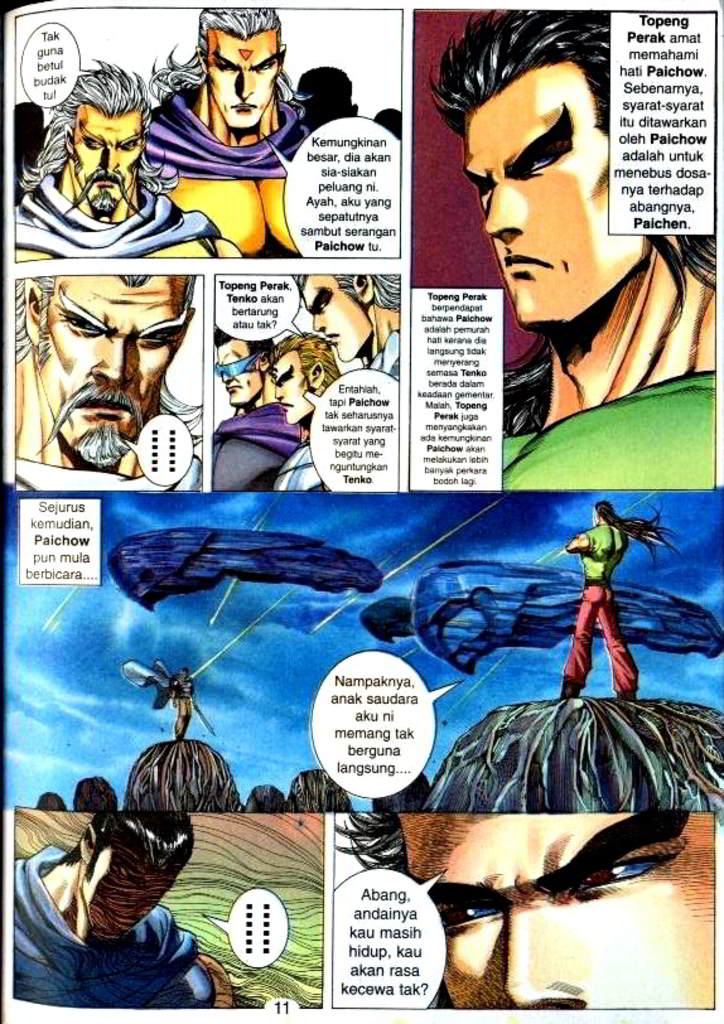 Tak
guna
betul
budak
tu!
Kemungkinan
besar, dia akan
sia-siakan
peluang ni.
Ayah, aku yang
sepatutnya
sambut serangan
Paichow tu.
Topeng
Perak amat
memahami
hati Paichow.
Sebenarnya,
syarat-syarat
itu ditawarkan
oleh Paichow
adalah untuk
menebus dosa-
nya terhadap
abangnya,
Paichen.
Topeng Perak
berpendapat
bahawa Paichow
adalah pemurah
hati kerana dia
langsung tidak
menyerang
semasa Tenko
berada dalam
keadaan gementar.
Malah, Topeng
Perak juga
menyangkakan
ada kemungkinan
Paichow akan
melakukan lebih
banyak perkara
bodoh lagi.
Topeng Perak,
Tenko akan
bertarung
atau tak?
Entahlah,
tapi Paichow
tak seharusnya
tawarkan syarat-
syarat yang
begitu me-
nguntungkan
Tenko.
Sejurus
kemudian,
Paichow
pun mula
berbicara....
Nampaknya,
anak saudara
aku ni
memang tak
berguna
langsung....
Abang,
andainya
kau masih
hidup, kau
akan rasa
kecewa tak?
11